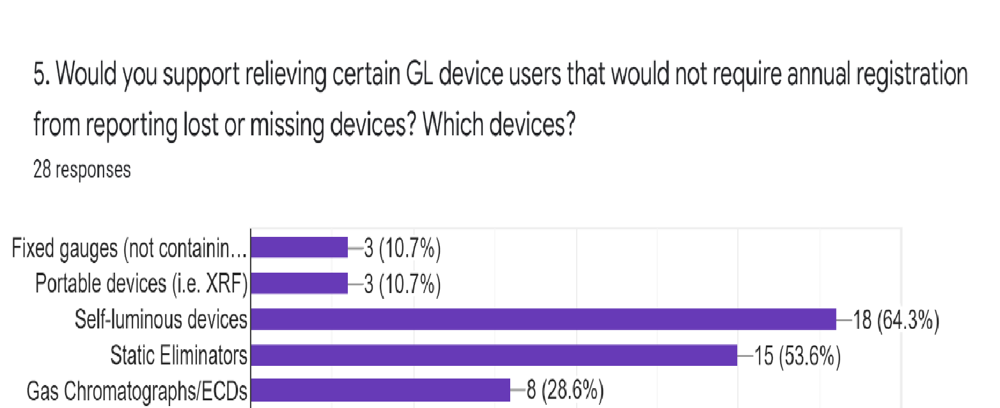 5. Would you support relieving certain GL device users that would not require annual registration
from reporting lost or missing devices? Which devices?
28 responses
Fixed gauges (not containin... 3 (10.7%)
Portable devices (i.e. XRF) 3 (10.7%)
Self-luminous devices 18 (64.3%)
Static Eliminators 15 (53.6%)
Gas Chromatographs/ECDs 8 (28.6%)